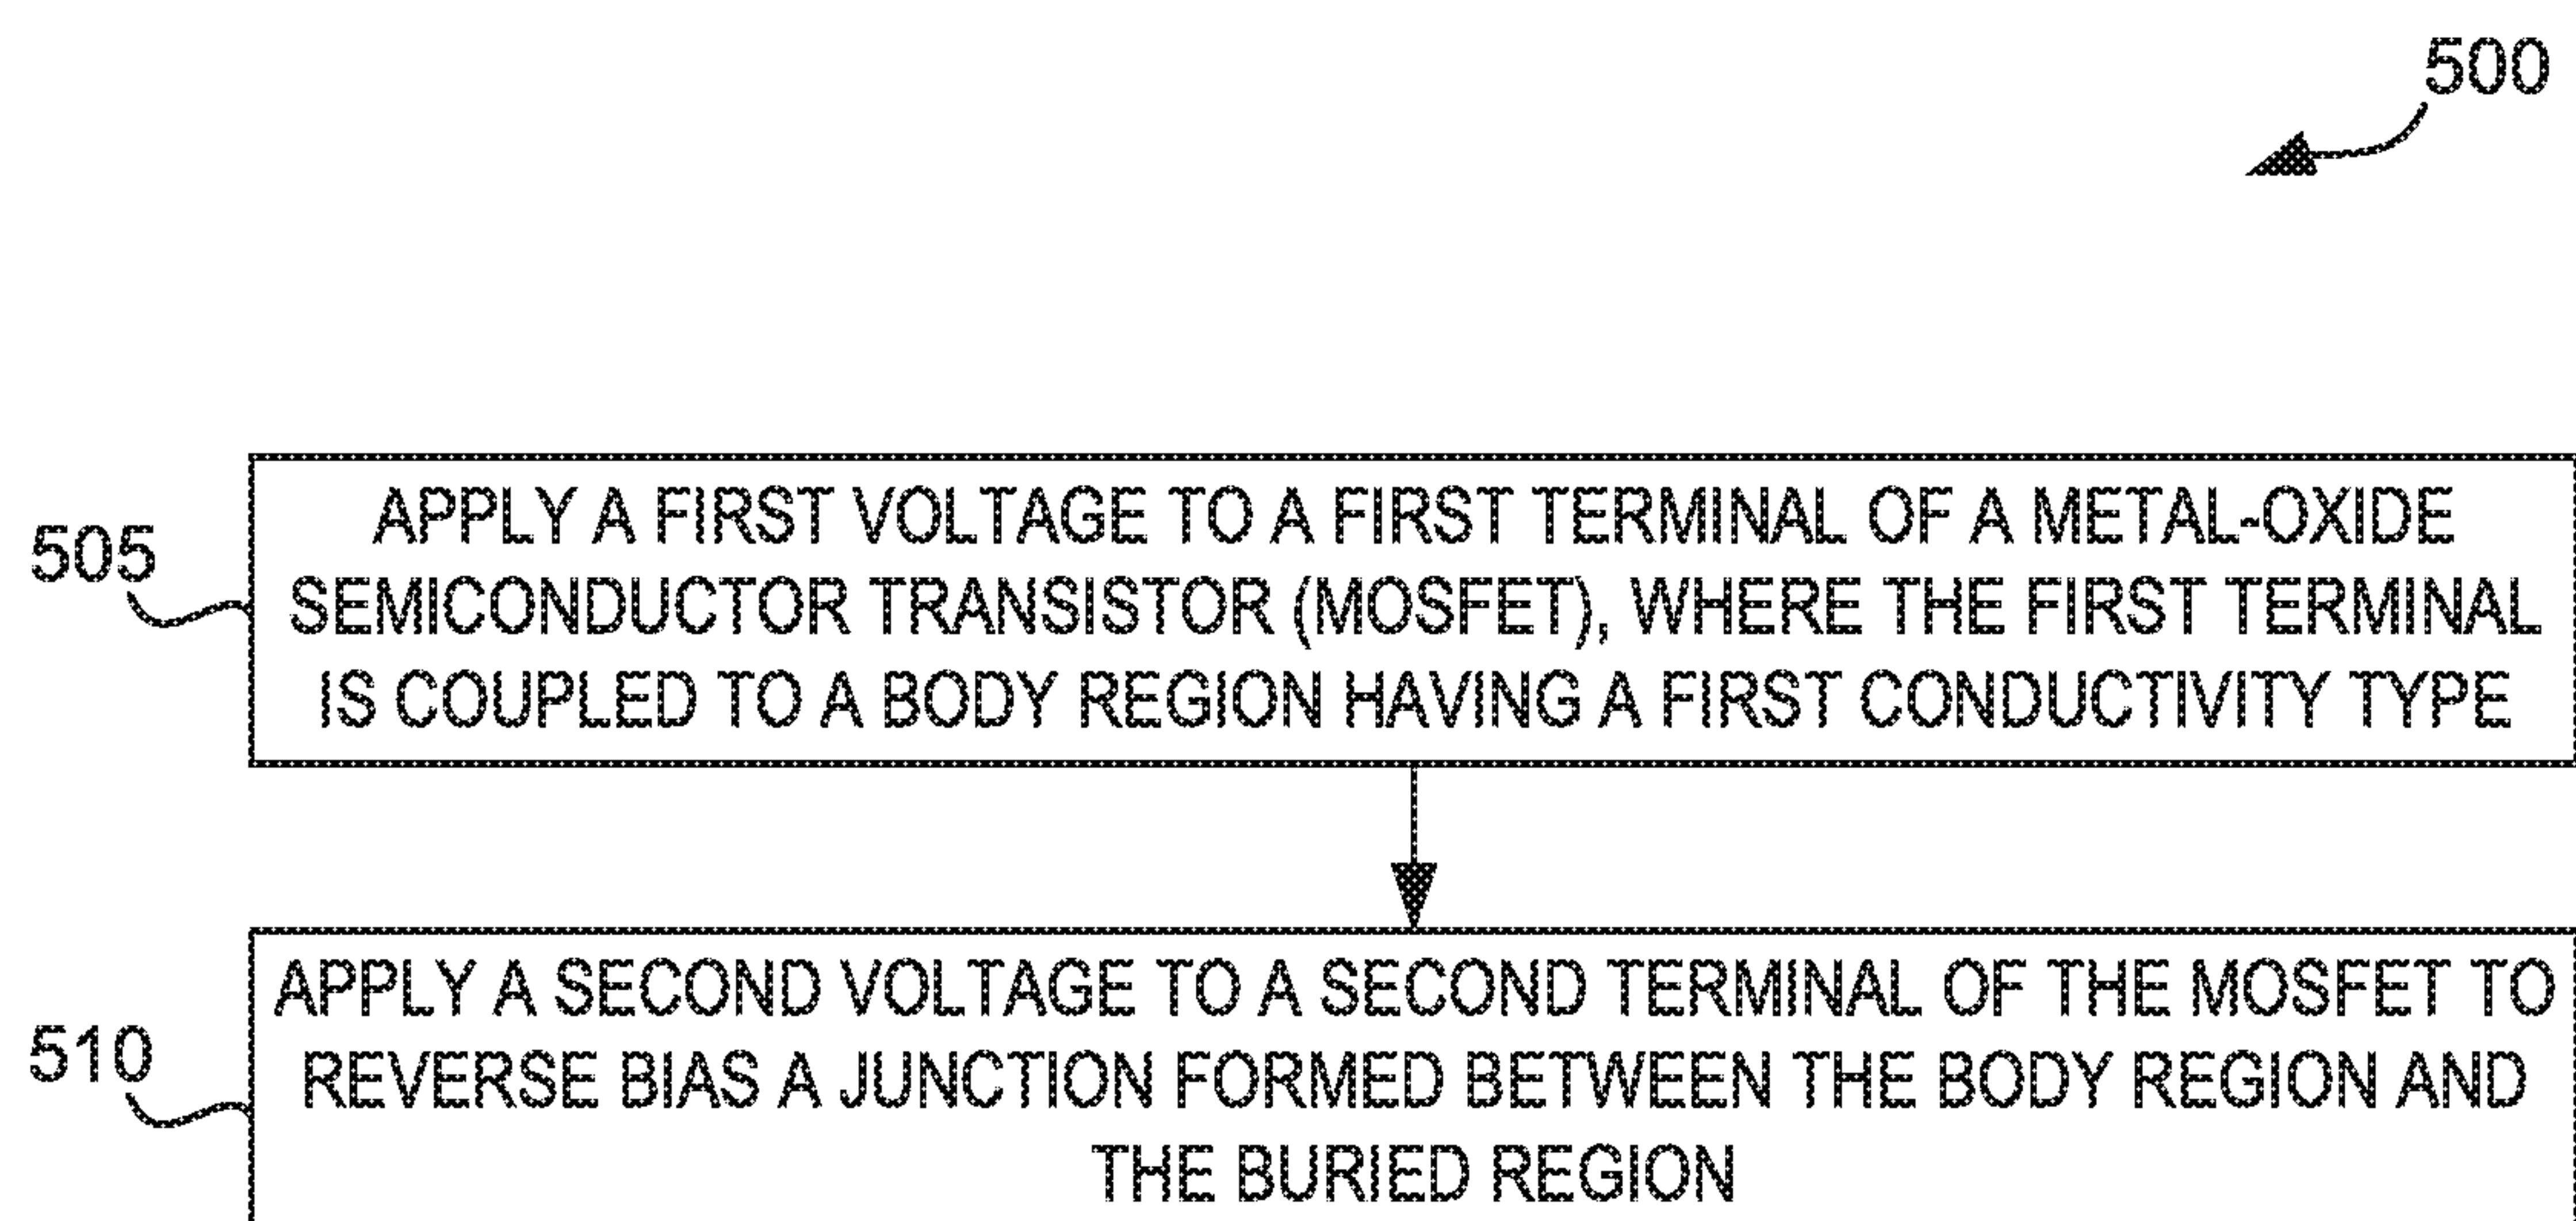 500
505
APPLY A FIRST VOLTAGE TO A FIRST TERMINAL OF A METAL-OXIDE
SEMICONDUCTOR TRANSISTOR (MOSFET), WHERE THE FIRST TERMINAL
IS COUPLED TO A BODY REGION HAVING A FIRST CONDUCTIVITY TYPE
510
APPLY A SECOND VOLTAGE TO A SECOND TERMINAL OF THE MOSFET TO
REVERSE BIAS A JUNCTION FORMED BETWEEN THE BODY REGION AND
THE BURIED REGION